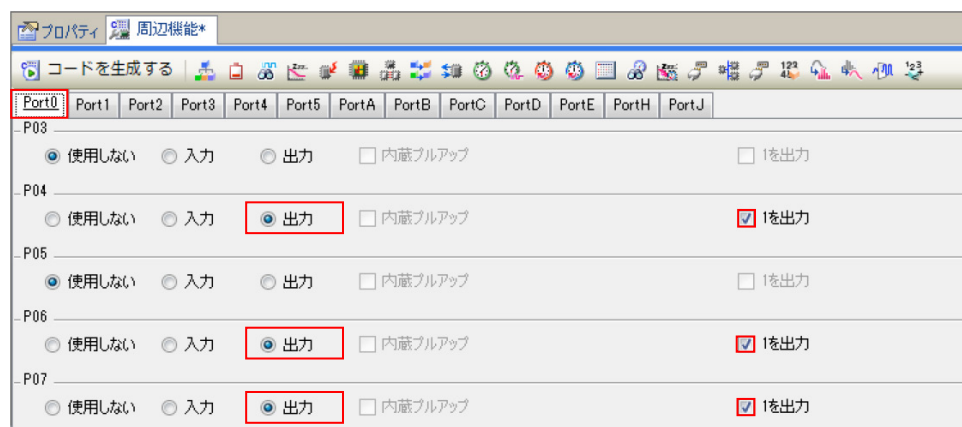 プロパティ 周辺機能*
コードを生成する
Port0 Port1 Port2 Port3 Port4 Port5 PortA PortB PortC PortD PortE PortH PortJ
P03
使用しない 入力 出力 内蔵プルアップ 1を出力
P04
使用しない 入力 出力 内蔵プルアップ 1を出力
P05
使用しない 入力 出力 内蔵プルアップ 1を出力
P06
使用しない 入力 出力 内蔵プルアップ 1を出力
P07
使用しない 入力 出力 内蔵プルアップ 1を出力